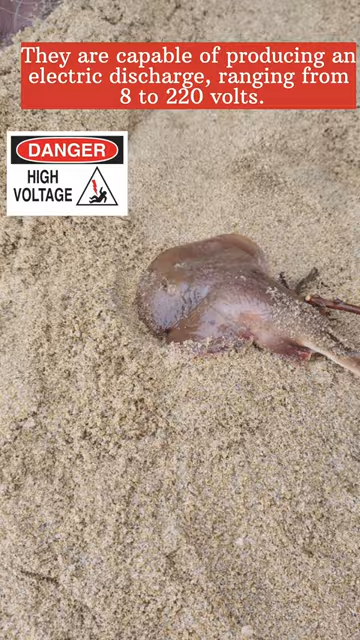 They are capable of producing an
electric discharge, ranging from
8 to 220 volts.
DANGER
HIGH
VOLTAGE